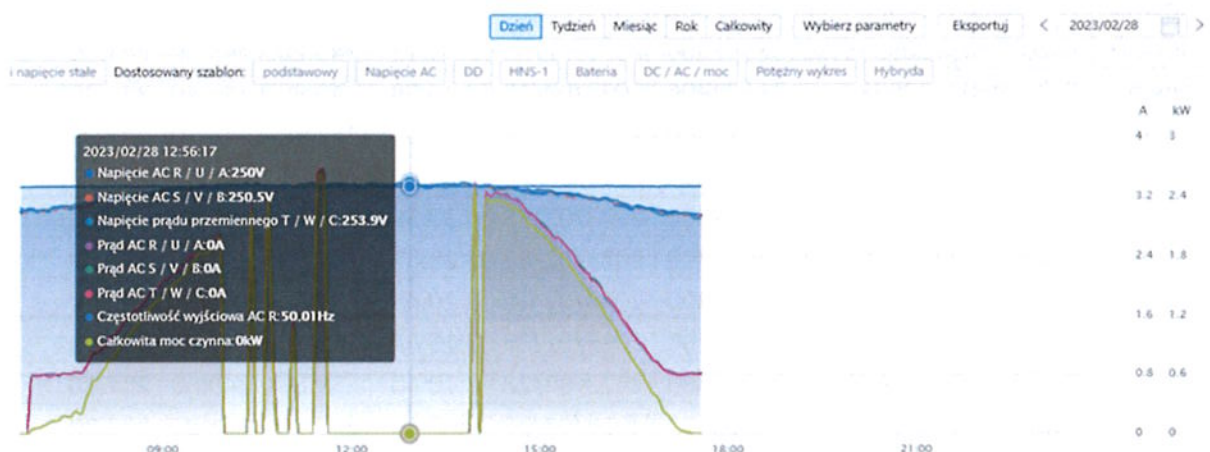 Dzień Tydzień Miesiąc Rok Całkowity Wybierz parametry Eksportuj < 2023/02/28 >
i napięcie stałe Dostosowany szablon: podstawowy Napięcie AC DD HNS-1 Bateria DC / AC / moc Potężny wykres Hybryda
A kW
4
3.2 2.4
2.4 1.8
1.6 1.2
0.8 0.6
0 0
2023/02/28 12:56:17
Napięcie AC R / U / A:250V
Napięcie AC S / V / B:250.5V
Napięcie prądu przemiennego T / W / C:253.9V
Prąd AC R / U / A:0A
Prąd AC S / V / B:0A
Prąd AC T / W / C:0A
Częstotliwość wyjściowa AC R:50.01Hz
Całkowita moc czynna:0kW
09:00 12:00 15:00 18:00 21:00